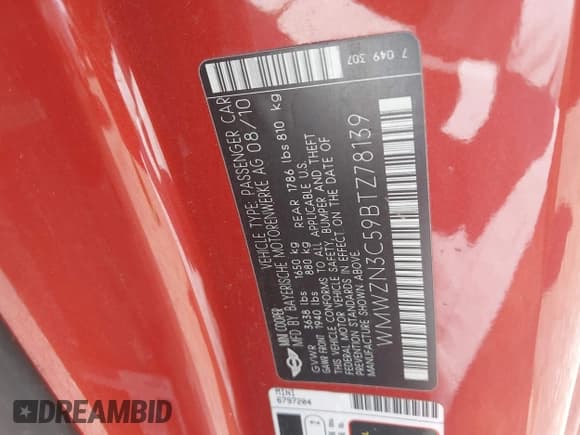 MINI COOPER
VEHICLE TYPE: PASSENGER CAR
MFD BY BAYERISCHE MOTORENWERKE AG 08/10
GVWR 3638 lbs 1650 kg
GAWR FRONT 1940 lbs 880 kg REAR 1786 lbs 810 kg
THIS VEHICLE CONFORMS TO ALL APPLICABLE U.S.
FEDERAL MOTOR VEHICLE SAFETY, BUMPER AND THEFT
PREVENTION STANDARDS IN EFFECT ON THE DATE OF
MANUFACTURE SHOWN ABOVE.
WMWZN3C59BTZ78139
7 049 307
MINI
6797204
DREAMBID